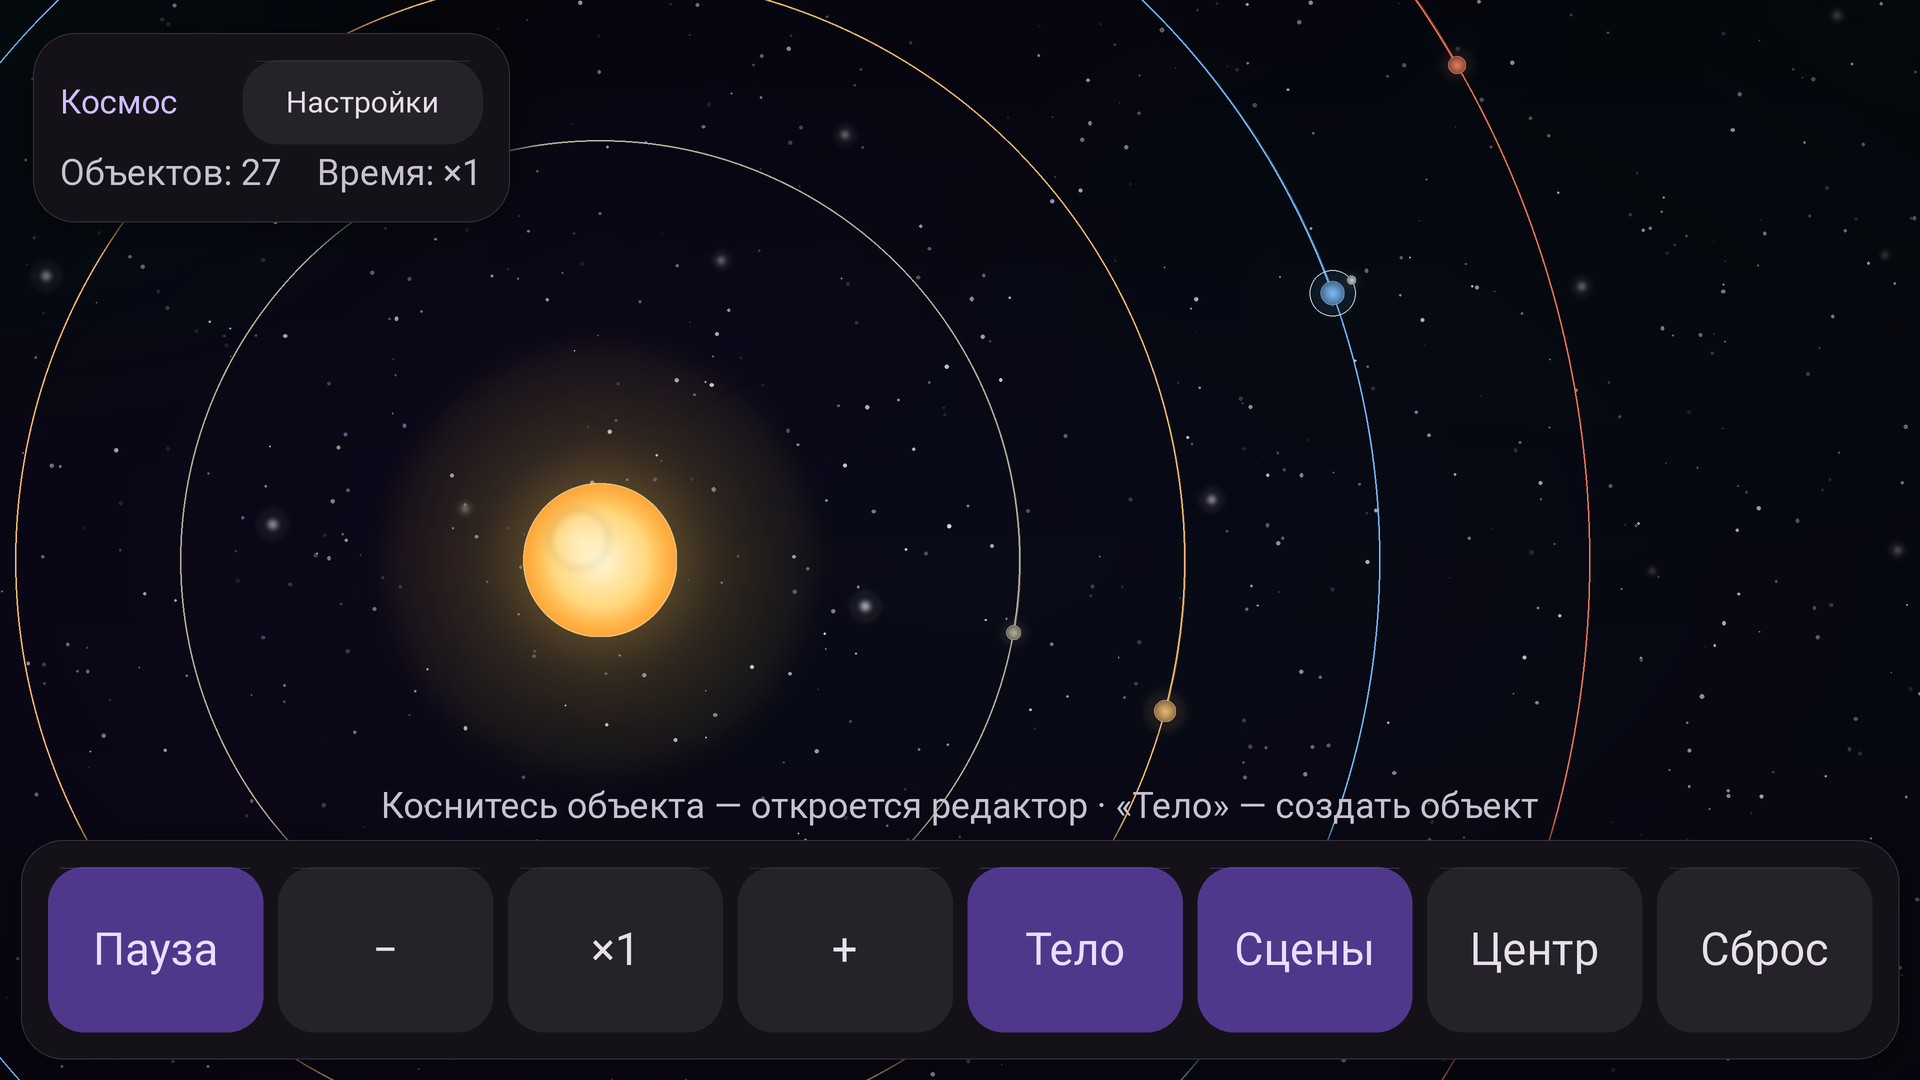 Космос
Настройки
Объектов: 27 Время: ×1
Коснитесь объекта — откроется редактор · «Тело» — создать объект
Пауза
−
×1
+
Тело
Сцены
Центр
Сброс